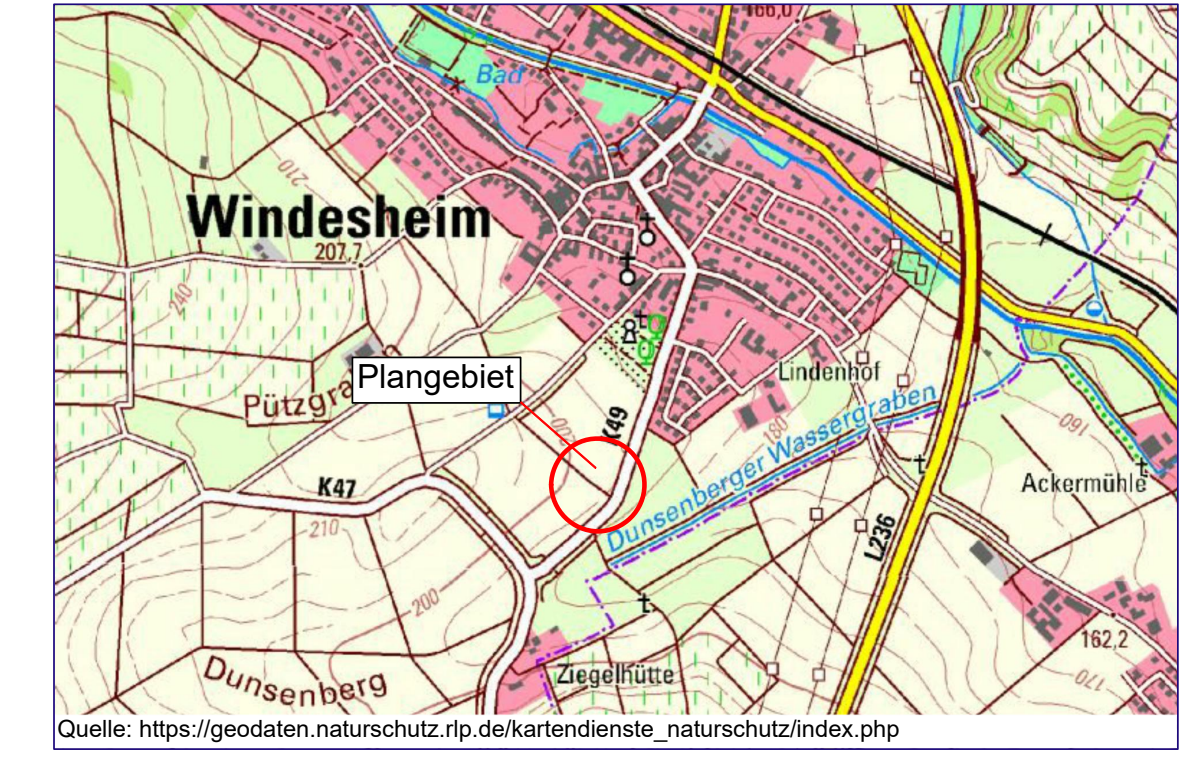 166,0
Bad
210
Windesheim
207,7
240
Plangebiet
Pützgra
Lindenhof
K49
200
180
Dunsenberger Wassergraben
160
K47
Ackermühle
210
L236
200
162,2
Dunsenberg
Ziegelhütte
170
Quelle: https://geodaten.naturschutz.rlp.de/kartendienste_naturschutz/index.php